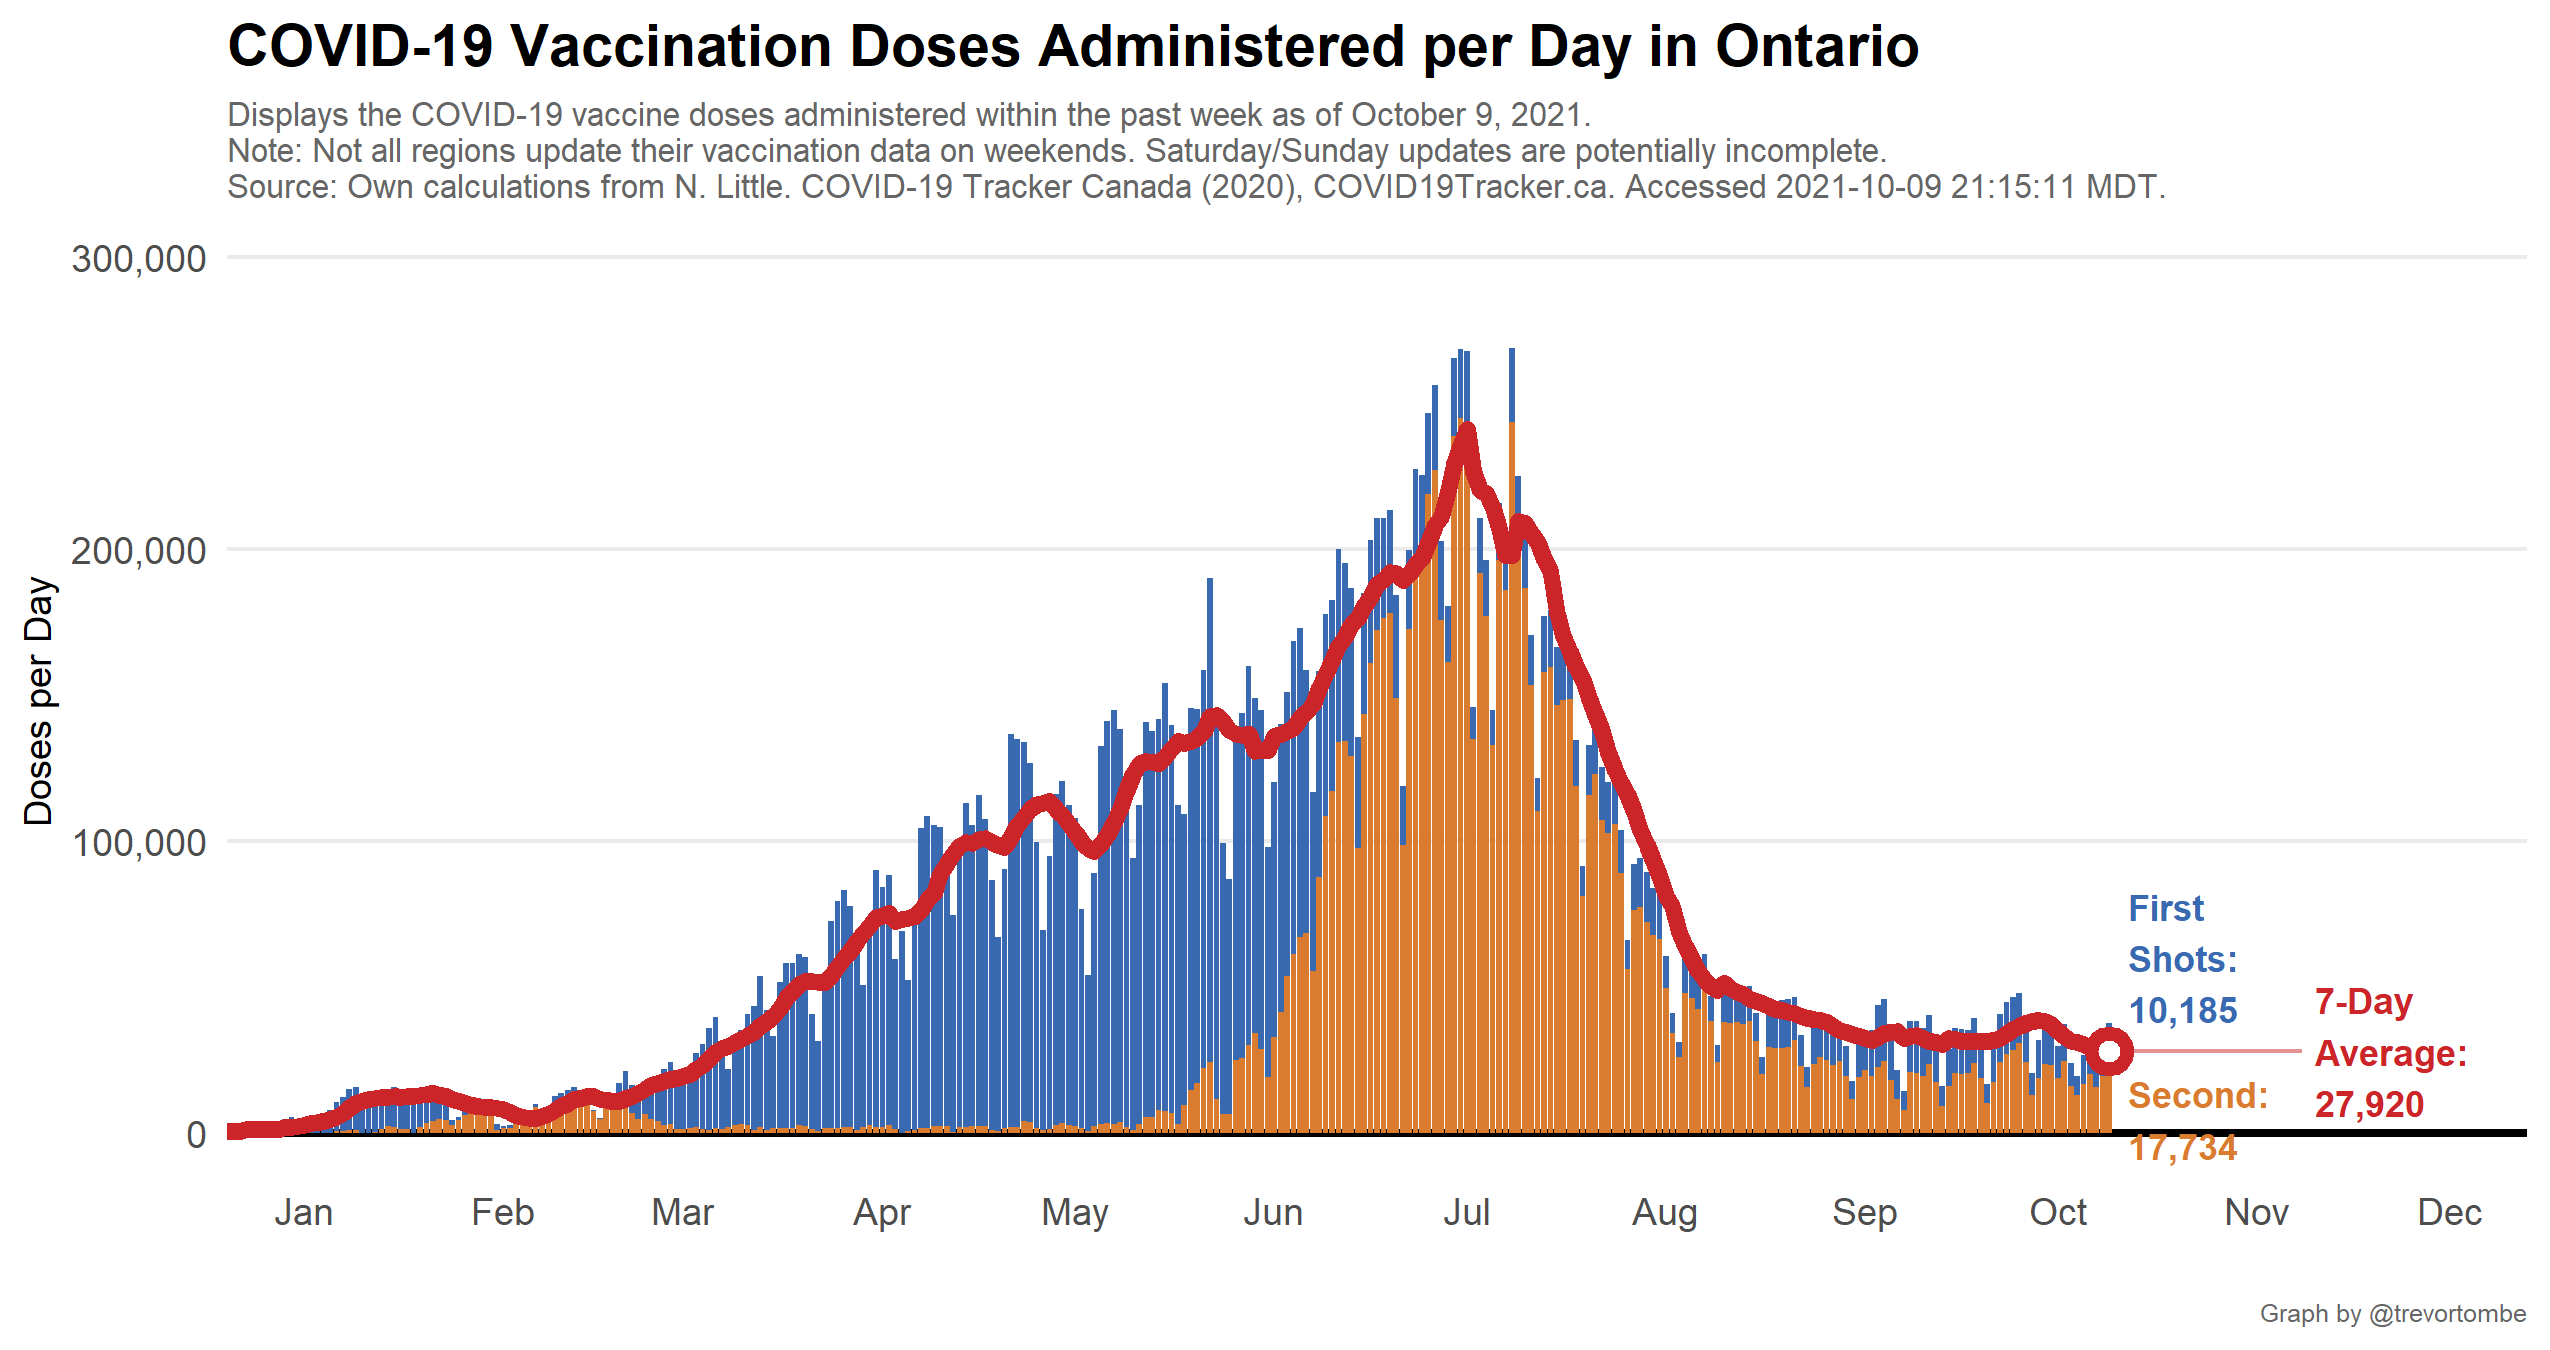 COVID-19 Vaccination Doses Administered per Day in Ontario
Displays the COVID-19 vaccine doses administered within the past week as of October 9, 2021.
Note: Not all regions update their vaccination data on weekends. Saturday/Sunday updates are potentially incomplete.
Source: Own calculations from N. Little. COVID-19 Tracker Canada (2020), COVID19Tracker.ca. Accessed 2021-10-09 21:15:11 MDT.
Doses per Day
300,000
200,000
100,000
0
First
Shots:
10,185
Second:
17,734
7-Day
Average:
27,920
Jan
Feb
Mar
Apr
May
Jun
Jul
Aug
Sep
Oct
Nov
Dec
Graph by @trevortombe